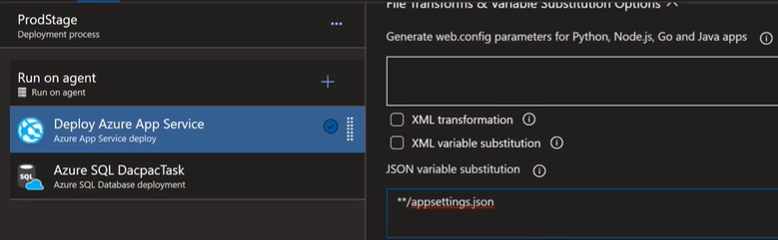 ProdStage
Deployment process
Run on agent
Run on agent
Deploy Azure App Service
Azure App Service deploy
SQL
Azure SQL DacpacTask
Azure SQL Database deployment
File Transforms & Variable Substitution Options
Generate web.config parameters for Python, Node.js, Go and Java apps
XML transformation
XML variable substitution
JSON variable substitution
**/appsettings.json